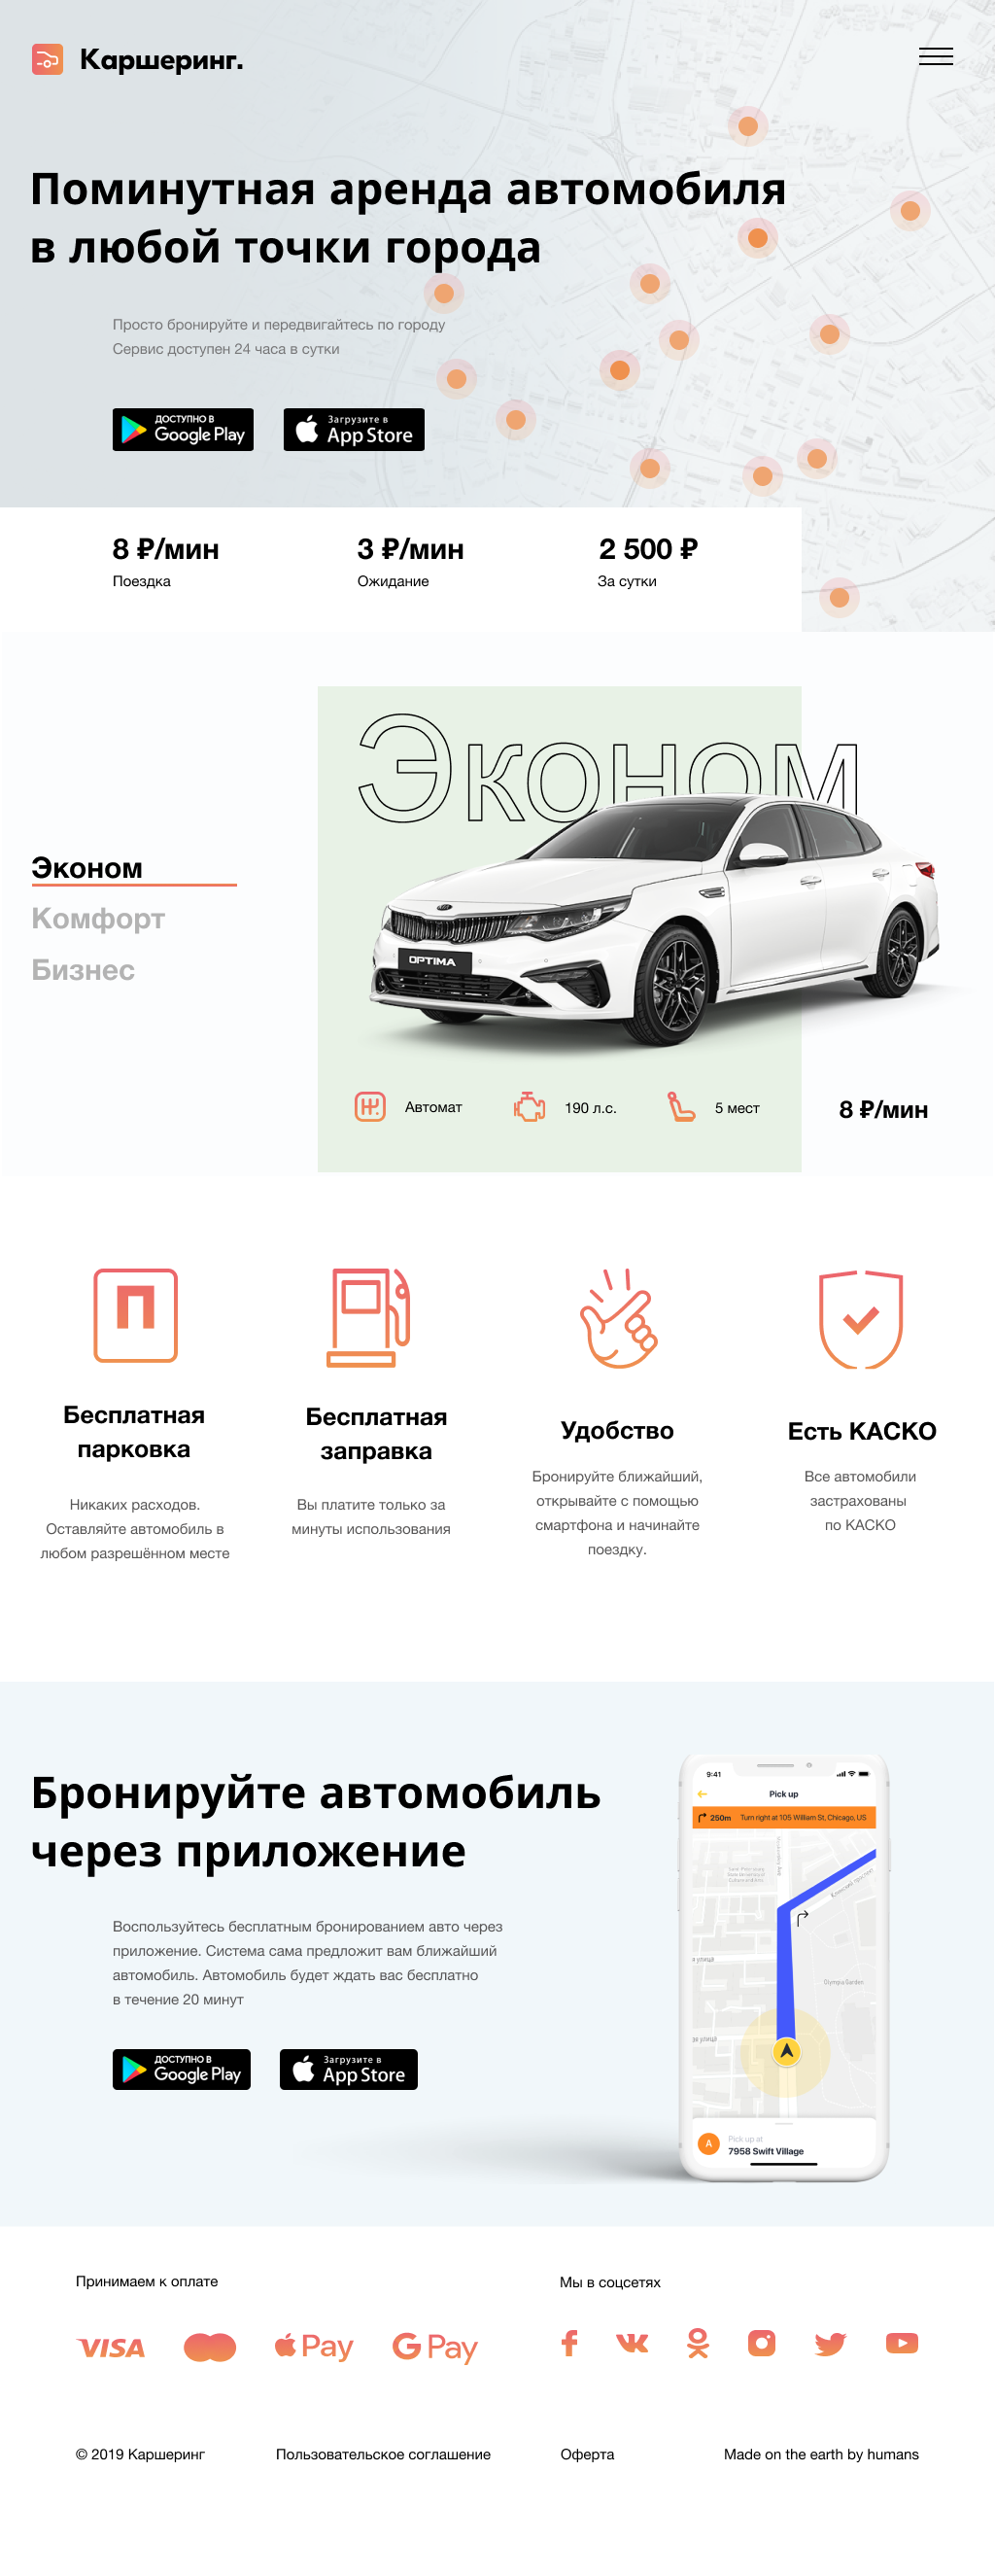 Каршеринг.
Поминутная аренда автомобиля
в любой точки города
Просто бронируйте и передвигайтесь по городу
Сервис доступен 24 часа в сутки
ДОСТУПНО В
Google Play
Загрузите в
App Store
8 ₽/мин
Поездка
3 ₽/мин
Ожидание
2 500 ₽
За сутки
Эконом
Эконом
Комфорт
Бизнес
OPTIMA
Автомат
190 л.с.
5 мест
8 ₽/мин
П
Бесплатная
парковка
Никаких расходов.
Оставляйте автомобиль в
любом разрешённом месте
Бесплатная
заправка
Вы платите только за
минуты использования
Удобство
Бронируйте ближайший,
открывайте с помощью
смартфона и начинайте
поездку.
Есть КАСКО
Все автомобили
застрахованы
по КАСКО
Бронируйте автомобиль
через приложение
Воспользуйтесь бесплатным бронированием авто через
приложение. Система сама предложит вам ближайший
автомобиль. Автомобиль будет ждать вас бесплатно
в течение 20 минут
ДОСТУПНО В
Google Play
Загрузите в
App Store
9:41
Pick up
250m
Turn right at 105 William St, Chicago, US
Olympia Garden
A
Pick up at
7958 Swift Village
Принимаем к оплате
VISA
Pay
G Pay
Мы в соцсетях
© 2019 Каршеринг
Пользовательское соглашение
Оферта
Made on the earth by humans